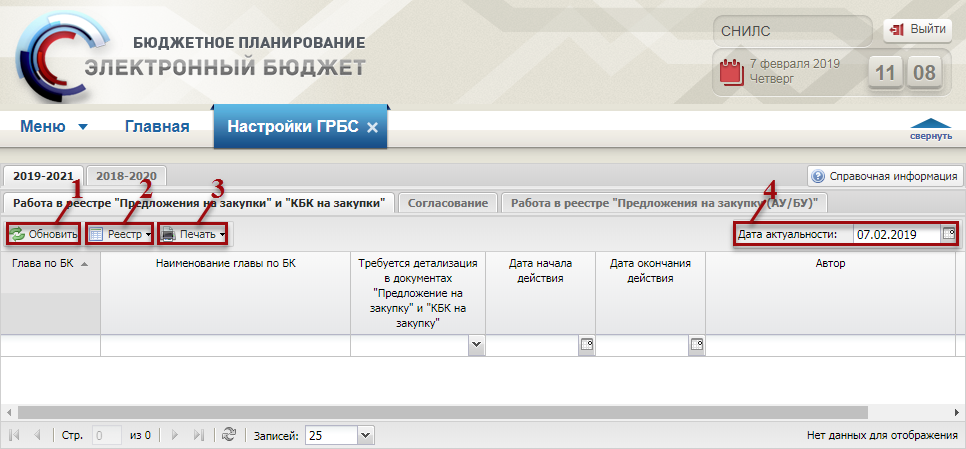 БЮДЖЕТНОЕ ПЛАНИРОВАНИЕ
ЭЛЕКТРОННЫЙ БЮДЖЕТ
СНИЛС
Выйти
7 февраля 2019
Четверг
11 08
Меню
Главная
Настройки ГРБС
свернуть
2019-2021
2018-2020
Справочная информация
1
2
3
4
Работа в реестре "Предложения на закупки" и "КБК на закупки"
Согласование
Работа в реестре "Предложения на закупку (АУ/БУ)"
Обновить
Реестр
Печать
Дата актуальности:
07.02.2019
Глава по БК
Наименование главы по БК
Требуется детализация
в документах
"Предложение на
закупку" и "КБК на
закупку"
Дата начала
действия
Дата окончания
действия
Автор
Стр.
0
из 0
Записей:
25
Нет данных для отображения